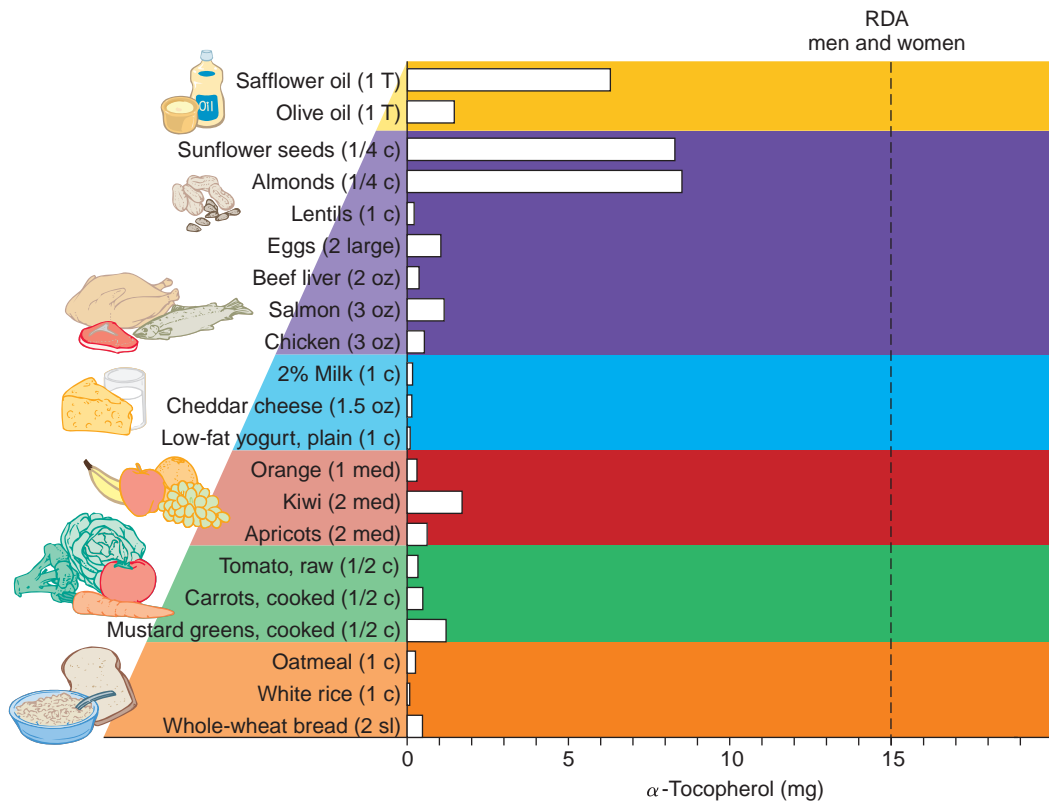 RDA
men and women
Safflower oil (1 T)
Oil
Olive oil (1 T)
Sunflower seeds (1/4 c)
Almonds (1/4 c)
Lentils (1 c)
Eggs (2 large)
Beef liver (2 oz)
Salmon (3 oz)
Chicken (3 oz)
2% Milk (1 c)
Cheddar cheese (1.5 oz)
Low-fat yogurt, plain (1 c)
Orange (1 med)
Kiwi (2 med)
Apricots (2 med)
Tomato, raw (1/2 c)
Carrots, cooked (1/2 c)
Mustard greens, cooked (1/2 c)
Oatmeal (1 c)
White rice (1 c)
Whole-wheat bread (2 sl)
0 5 10 15
α-Tocopherol (mg)